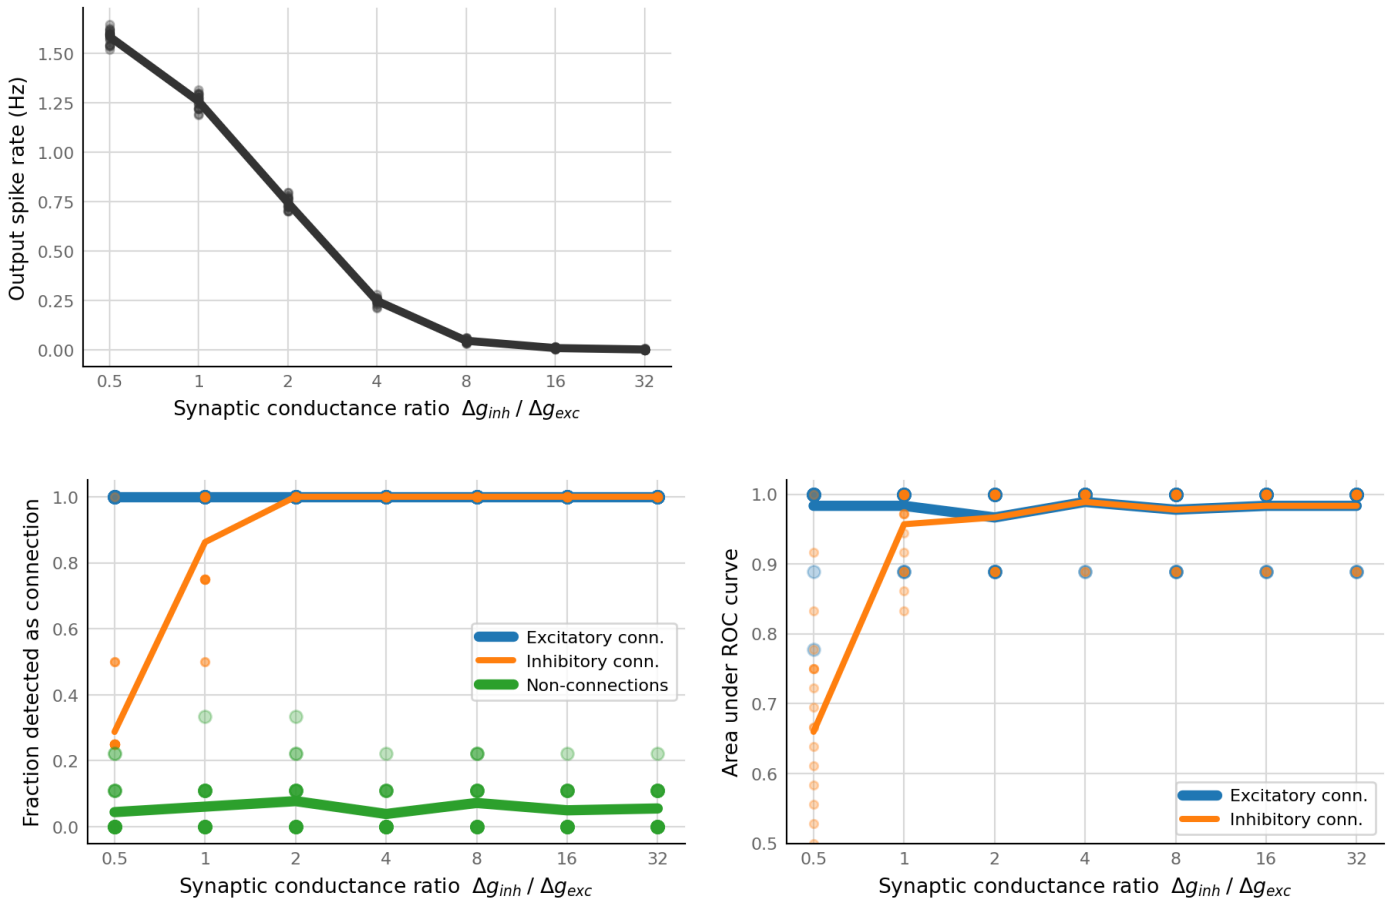 Output spike rate (Hz)
1.50
1.25
1.00
0.75
0.50
0.25
0.00
0.5 1 2 4 8 16 32
Synaptic conductance ratio Δg_inh / Δg_exc
Fraction detected as connection
1.0
0.8
0.6
0.4
0.2
0.0
Excitatory conn.
Inhibitory conn.
Non-connections
0.5 1 2 4 8 16 32
Synaptic conductance ratio Δg_inh / Δg_exc
Area under ROC curve
1.0
0.9
0.8
0.7
0.6
0.5
Excitatory conn.
Inhibitory conn.
0.5 1 2 4 8 16 32
Synaptic conductance ratio Δg_inh / Δg_exc